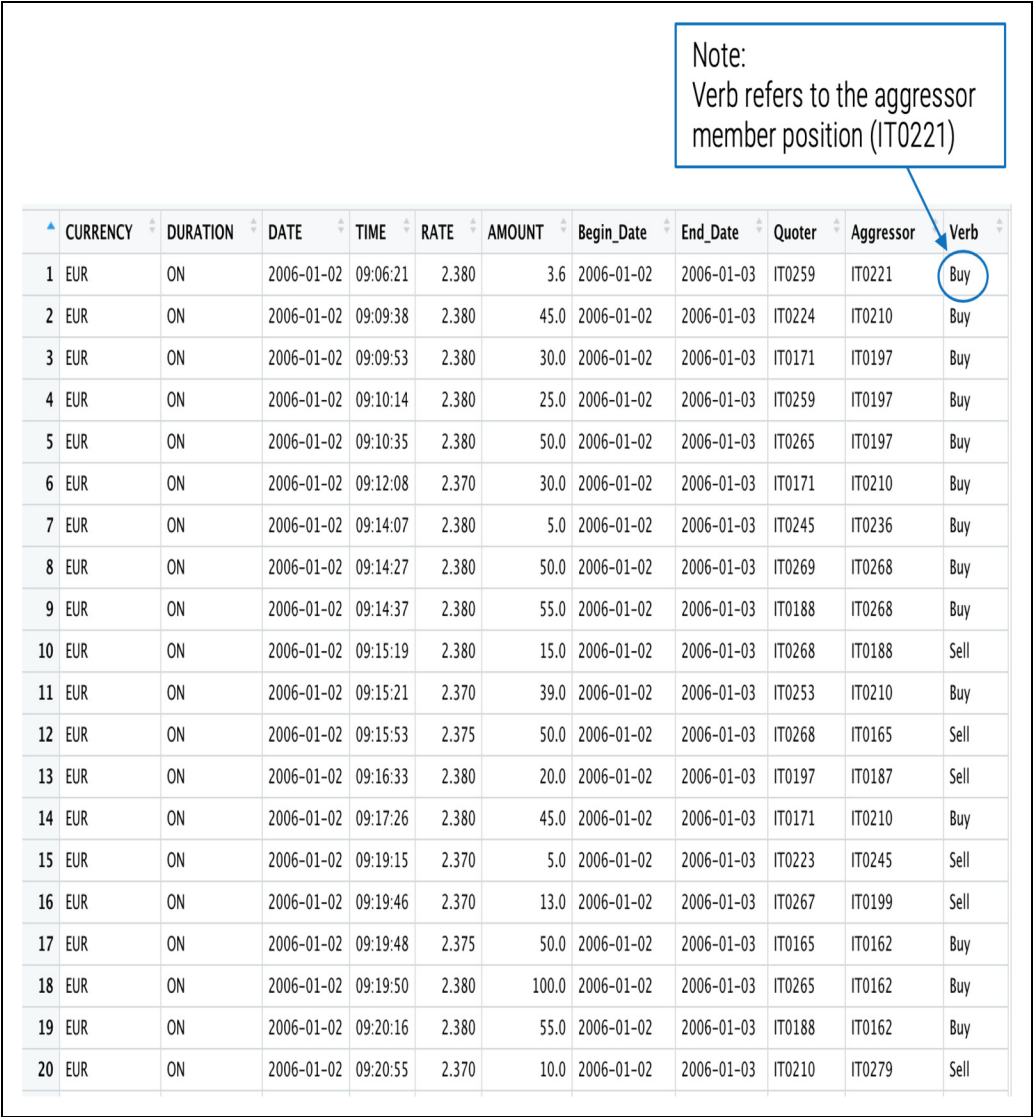 Note:
Verb refers to the aggressor
member position (IT0221)
CURRENCY DURATION DATE TIME RATE AMOUNT Begin_Date End_Date Quoter Aggressor Verb
1 EUR ON 2006-01-02 09:06:21 2.380 3.6 2006-01-02 2006-01-03 IT0259 IT0221 Buy
2 EUR ON 2006-01-02 09:09:38 2.380 45.0 2006-01-02 2006-01-03 IT0224 IT0210 Buy
3 EUR ON 2006-01-02 09:09:53 2.380 30.0 2006-01-02 2006-01-03 IT0171 IT0197 Buy
4 EUR ON 2006-01-02 09:10:14 2.380 25.0 2006-01-02 2006-01-03 IT0259 IT0197 Buy
5 EUR ON 2006-01-02 09:10:35 2.380 50.0 2006-01-02 2006-01-03 IT0265 IT0197 Buy
6 EUR ON 2006-01-02 09:12:08 2.370 30.0 2006-01-02 2006-01-03 IT0171 IT0210 Buy
7 EUR ON 2006-01-02 09:14:07 2.380 5.0 2006-01-02 2006-01-03 IT0245 IT0236 Buy
8 EUR ON 2006-01-02 09:14:27 2.380 50.0 2006-01-02 2006-01-03 IT0269 IT0268 Buy
9 EUR ON 2006-01-02 09:14:37 2.380 55.0 2006-01-02 2006-01-03 IT0188 IT0268 Buy
10 EUR ON 2006-01-02 09:15:19 2.380 15.0 2006-01-02 2006-01-03 IT0268 IT0188 Sell
11 EUR ON 2006-01-02 09:15:21 2.370 39.0 2006-01-02 2006-01-03 IT0253 IT0210 Buy
12 EUR ON 2006-01-02 09:15:53 2.375 50.0 2006-01-02 2006-01-03 IT0268 IT0165 Sell
13 EUR ON 2006-01-02 09:16:33 2.380 20.0 2006-01-02 2006-01-03 IT0197 IT0187 Sell
14 EUR ON 2006-01-02 09:17:26 2.380 45.0 2006-01-02 2006-01-03 IT0171 IT0210 Buy
15 EUR ON 2006-01-02 09:19:15 2.370 5.0 2006-01-02 2006-01-03 IT0223 IT0245 Sell
16 EUR ON 2006-01-02 09:19:46 2.370 13.0 2006-01-02 2006-01-03 IT0267 IT0199 Sell
17 EUR ON 2006-01-02 09:19:48 2.375 50.0 2006-01-02 2006-01-03 IT0165 IT0162 Buy
18 EUR ON 2006-01-02 09:19:50 2.380 100.0 2006-01-02 2006-01-03 IT0265 IT0162 Buy
19 EUR ON 2006-01-02 09:20:16 2.380 55.0 2006-01-02 2006-01-03 IT0188 IT0162 Buy
20 EUR ON 2006-01-02 09:20:55 2.370 10.0 2006-01-02 2006-01-03 IT0210 IT0279 Sell